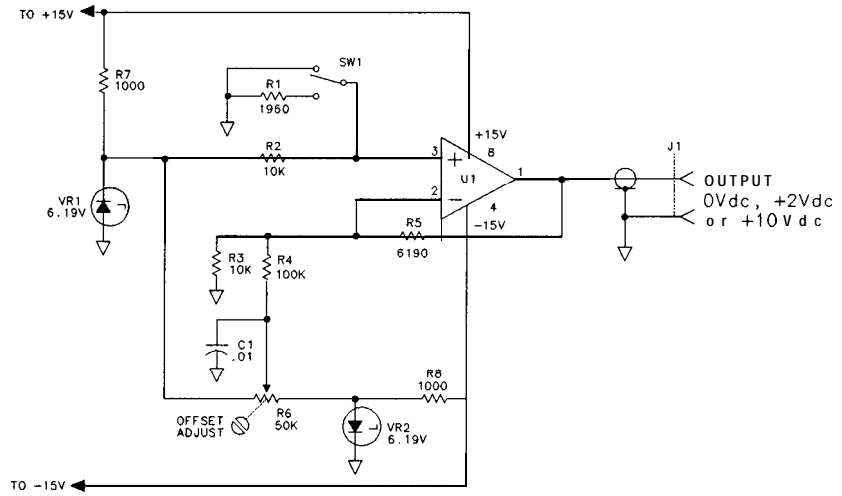 TO +15V
R7
1000
SW1
R1
1960
R2
10K
+15V
3
+
8
U1
1
2
−
4
-15V
J1
OUTPUT
0Vdc, +2Vdc
or +10Vdc
VR1
6.19V
R5
6190
R3
10K
R4
100K
C1
.01
R8
1000
OFFSET
ADJUST
R6
50K
VR2
6.19V
TO -15V